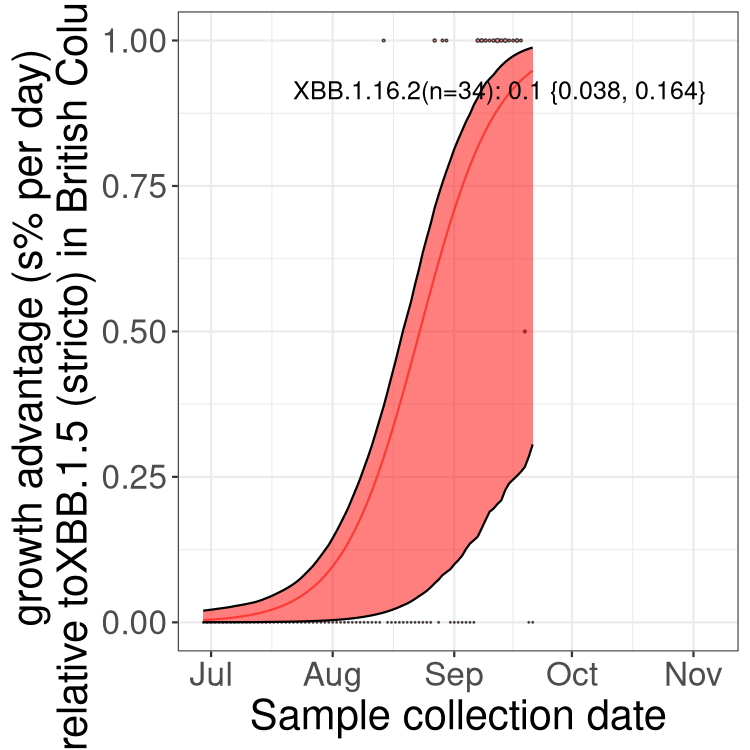 growth advantage (s% per day)
relative toXBB.1.5 (stricto) in British Colu
1.00
0.75
0.50
0.25
0.00
XBB.1.16.2(n=34): 0.1 {0.038, 0.164}
Jul Aug Sep Oct Nov
Sample collection date